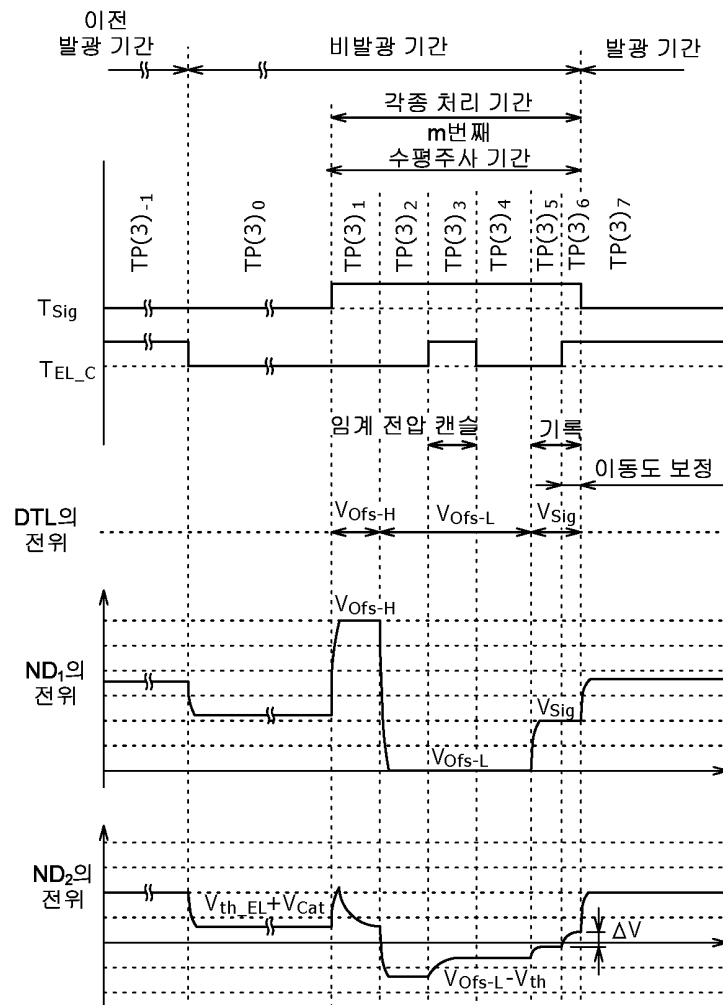 이전
발광 기간
비발광 기간
발광 기간
각종 처리 기간
m번째
수평주사 기간
TP(3)-1
TP(3)0
TP(3)1
TP(3)2
TP(3)3
TP(3)4
TP(3)5
TP(3)6
TP(3)7
TSig
TEL_C
임계 전압 캔슬
기록
이동도 보정
DTL의
전위
VOfs-H
VOfs-L
VSig
VOfs-H
ND1의
전위
VSig
VOfs-L
ND2의
전위
Vth_EL+VCat
ΔV
VOfs-L-Vth